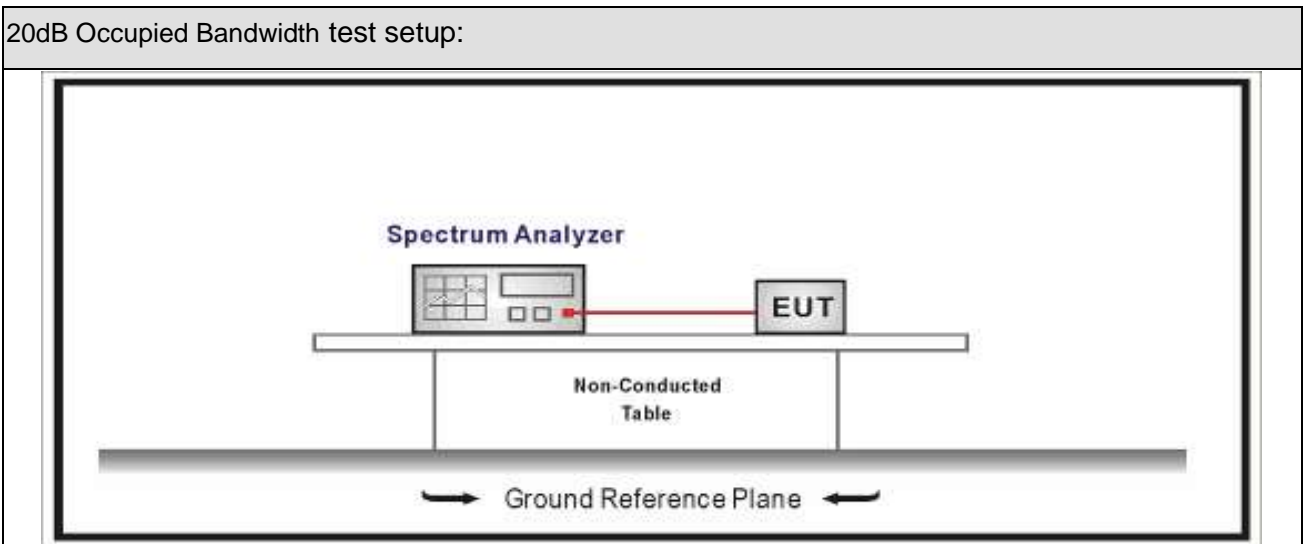 20dB Occupied Bandwidth test setup:
Spectrum Analyzer
EUT
Non-Conducted
Table
Ground Reference Plane